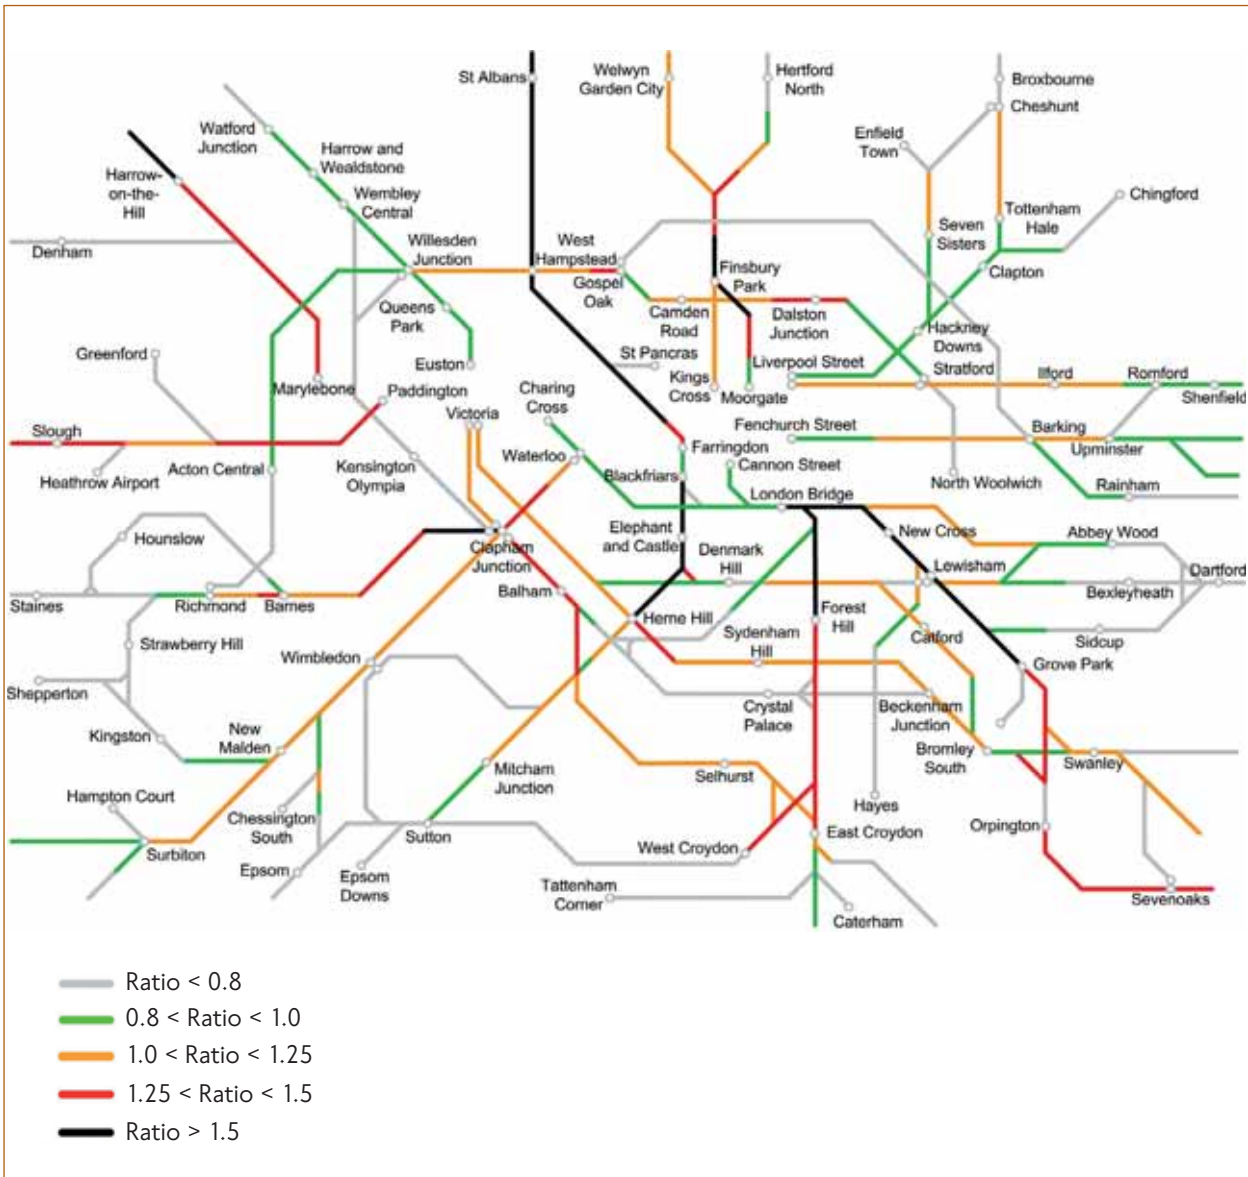 St Albans
Welwyn
Garden City
Hertford
North
Broxbourne
Cheshunt
Watford
Junction
Harrow and
Wealdstone
Enfield
Town
Harrow-
on-the-
Hill
Wembley
Central
Chingford
Denham
Willesden
Junction
West
Hampstead
Gospel
Oak
Finsbury
Park
Seven
Sisters
Tottenham
Hale
Clapton
Queens
Park
Camden
Road
Dalston
Junction
Hackney
Downs
Greenford
Marylebone
Euston
St Pancras
Kings
Cross
Moorgate
Liverpool Street
Stratford
Ilford
Romford
Shenfield
Paddington
Charing
Cross
Victoria
Fenchurch Street
Barking
Upminster
Slough
Heathrow Airport
Acton Central
Kensington
Olympia
Waterloo
Farringdon
Blackfriars
Cannon Street
London Bridge
North Woolwich
Rainham
Hounslow
Clapham
Junction
Elephant
and Castle
Denmark
Hill
New Cross
Abbey Wood
Lewisham
Dartford
Bexleyheath
Staines
Richmond
Barnes
Balham
Herne Hill
Forest
Hill
Sydenham
Hill
Catford
Sidcup
Grove Park
Strawberry Hill
Wimbledon
Shepperton
Kingston
New
Malden
Crystal
Palace
Beckenham
Junction
Bromley
South
Swanley
Mitcham
Junction
Selhurst
Hayes
Orpington
Hampton Court
Surbiton
Chessington
South
Sutton
West Croydon
East Croydon
Epsom
Epsom
Downs
Tattenham
Corner
Caterham
Sevenoaks
Ratio < 0.8
0.8 < Ratio < 1.0
1.0 < Ratio < 1.25
1.25 < Ratio < 1.5
Ratio > 1.5